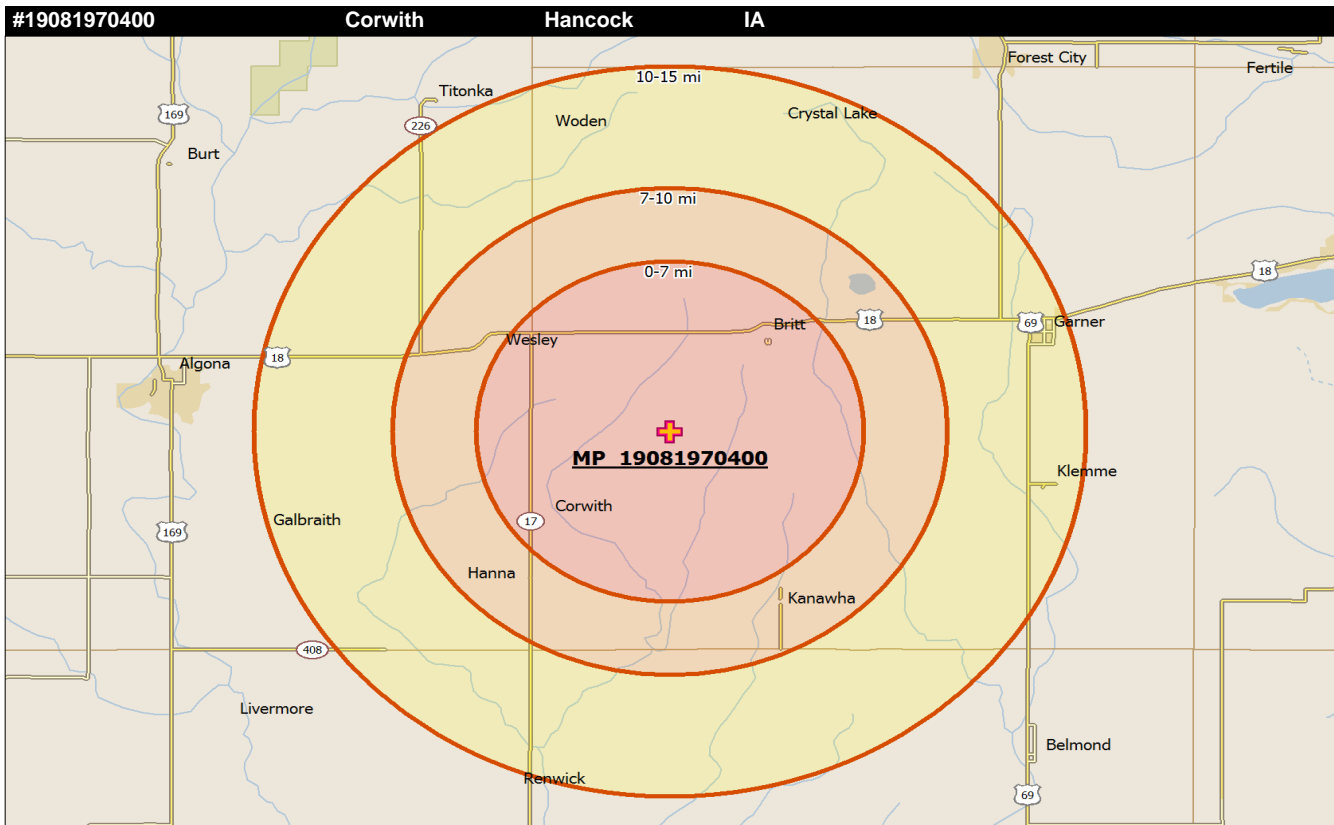 #19081970400 Corwith Hancock IA
Forest City
Fertile
10-15 mi
Titonka
Crystal Lake
Woden
169
226
Burt
7-10 mi
0-7 mi
18
Britt
18
69
Garner
Wesley
18
Algona
MP 19081970400
Klemme
Corwith
Galbraith
17
169
Hanna
Kanawha
408
Livermore
Belmond
Renwick
69